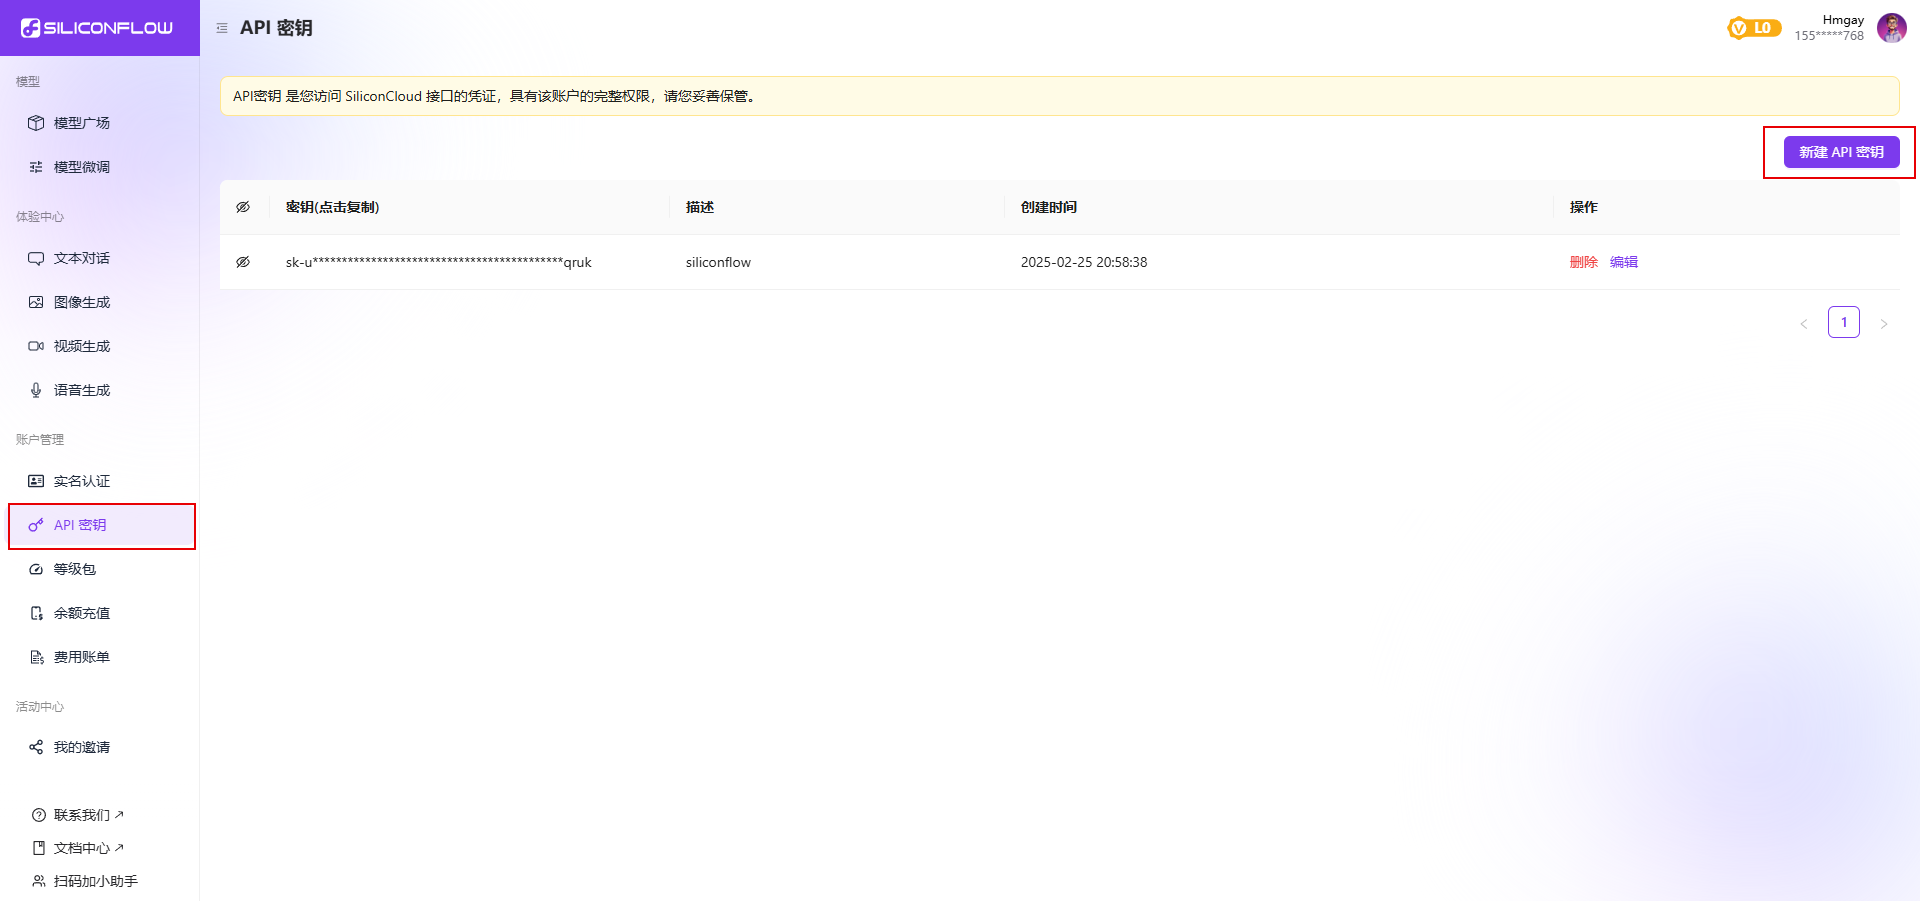 SILICONFLOW
API 密钥
L0
Hmgay
155*****768
模型
模型广场
模型微调
体验中心
文本对话
图像生成
视频生成
语音生成
账户管理
实名认证
API 密钥
等级包
余额充值
费用账单
活动中心
我的邀请
联系我们
文档中心
扫码加小助手
API密钥 是您访问 SiliconCloud 接口的凭证，具有该账户的完整权限，请您妥善保管。
新建 API 密钥
密钥(点击复制) 描述 创建时间 操作
sk-u*******************************************qruk siliconflow 2025-02-25 20:58:38 删除 编辑
< 1 >